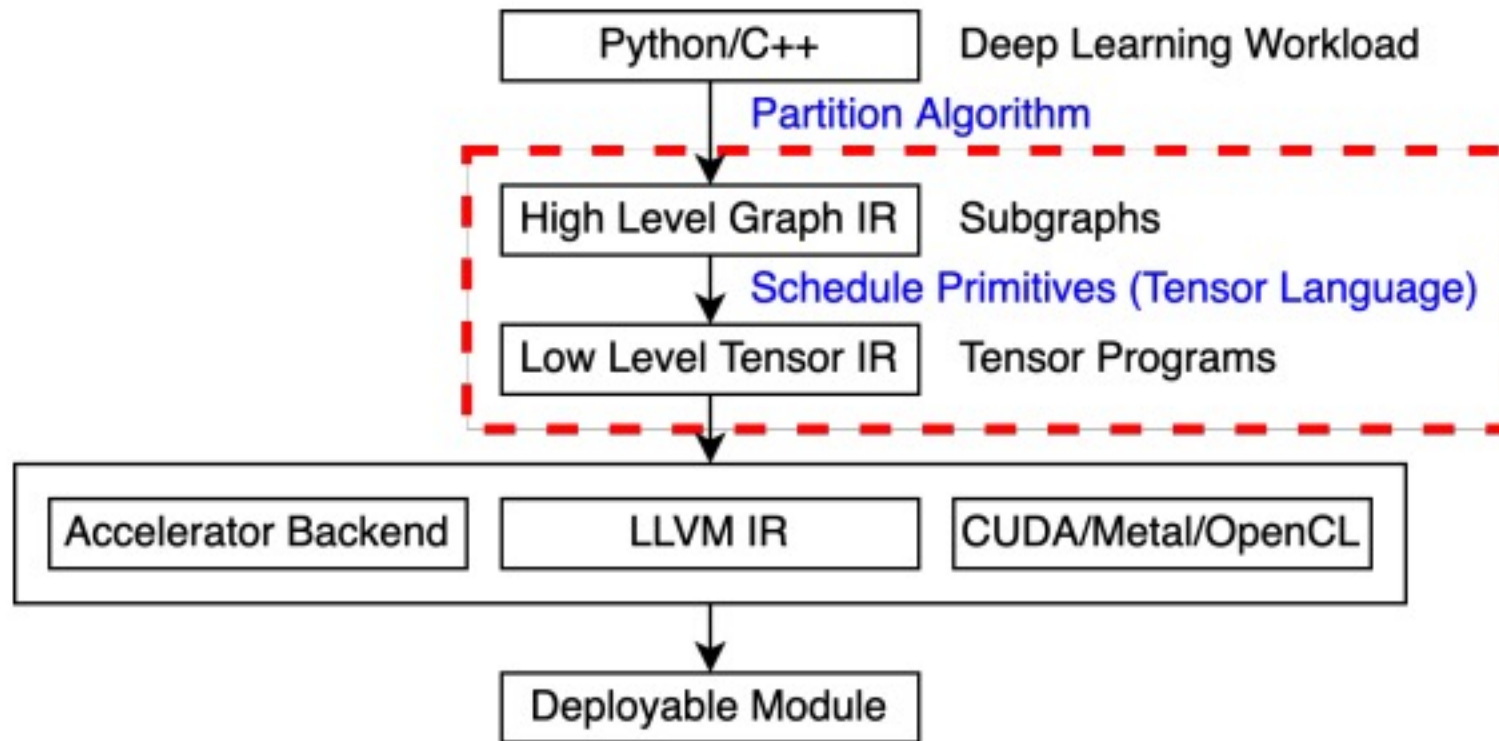 Python/C++ Deep Learning Workload
Partition Algorithm
High Level Graph IR Subgraphs
Schedule Primitives (Tensor Language)
Low Level Tensor IR Tensor Programs
Accelerator Backend LLVM IR CUDA/Metal/OpenCL
Deployable Module